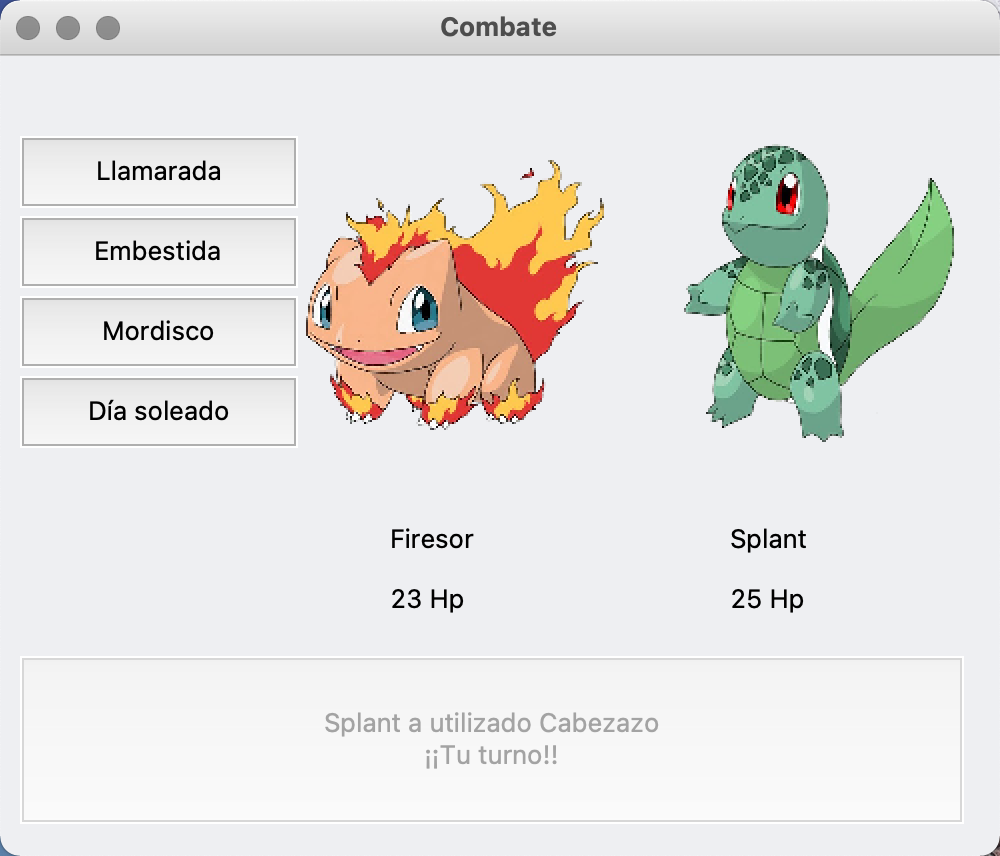 Combate
Llamarada
Embestida
Mordisco
Día soleado
Firesor
Splant
23 Hp
25 Hp
Splant a utilizado Cabezazo
¡¡Tu turno!!